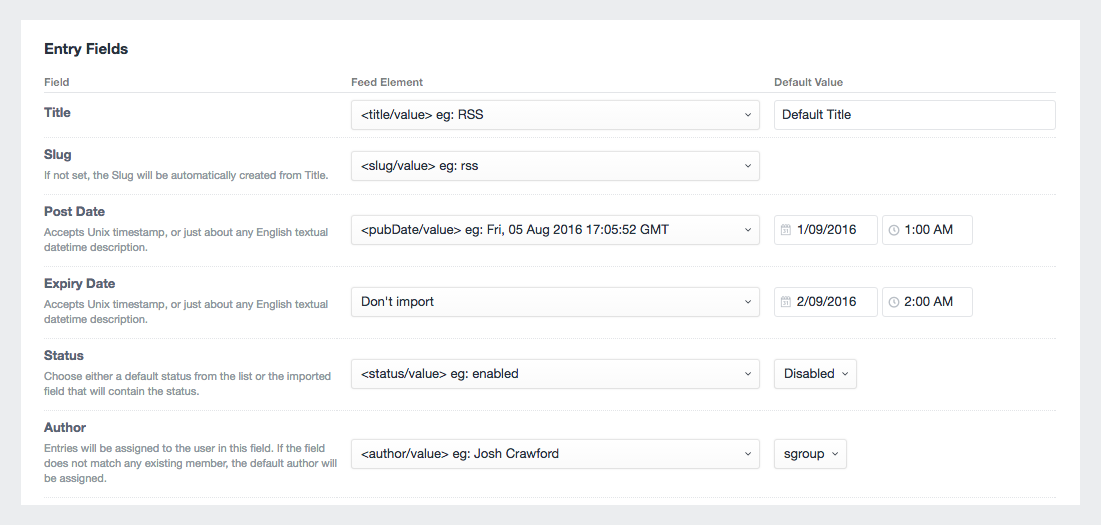 Entry Fields
Field Feed Element Default Value
Title <title/value> eg: RSS Default Title
Slug
If not set, the Slug will be automatically created from Title.
<slug/value> eg: rss
Post Date
Accepts Unix timestamp, or just about any English textual
datetime description.
<pubDate/value> eg: Fri, 05 Aug 2016 17:05:52 GMT 31 1/09/2016 1:00 AM
Expiry Date
Accepts Unix timestamp, or just about any English textual
datetime description.
Don't import 31 2/09/2016 2:00 AM
Status
Choose either a default status from the list or the imported
field that will contain the status.
<status/value> eg: enabled Disabled
Author
Entries will be assigned to the user in this field. If the field
does not match any existing member, the default author will
be assigned.
<author/value> eg: Josh Crawford sgroup